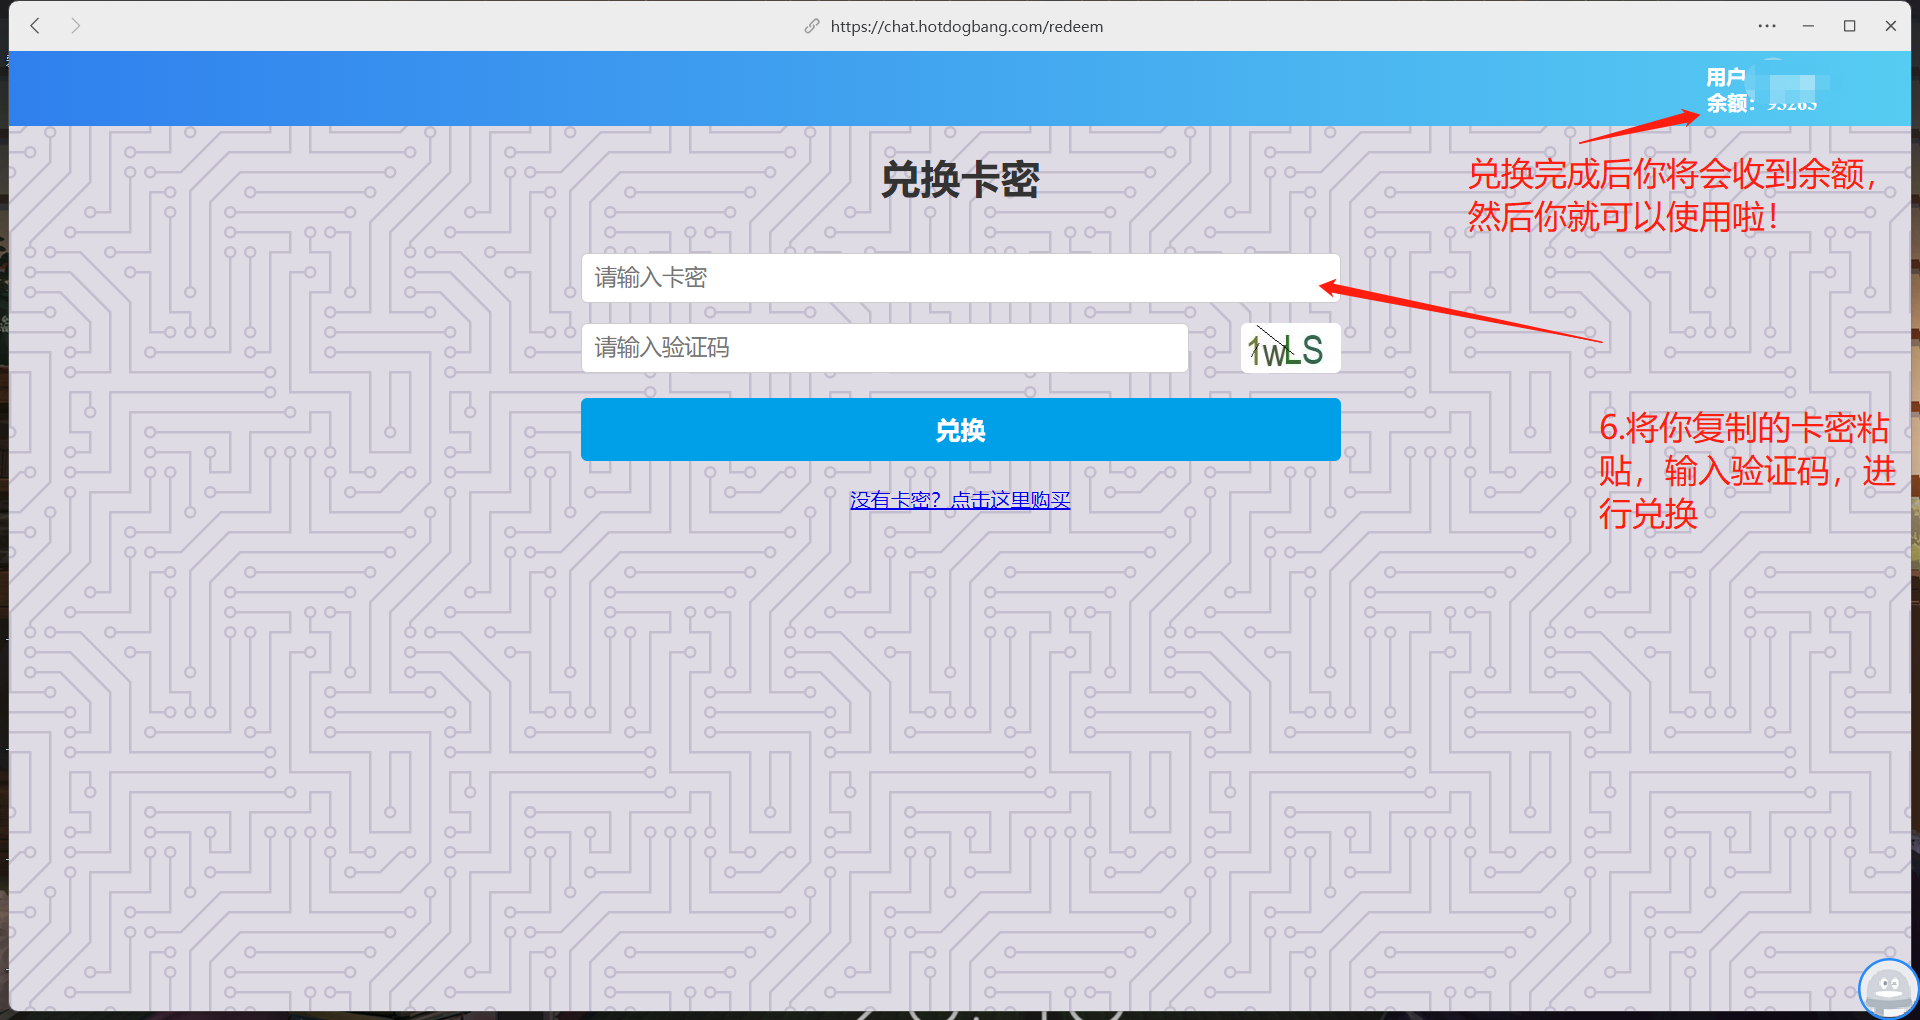 https://chat.hotdogbang.com/redeem
用户
余额：
兑换完成后你将会收到余额，
然后你就可以使用啦！
兑换卡密
请输入卡密
请输入验证码
1wLS
兑换
没有卡密？点击这里购买
6.将你复制的卡密粘
贴，输入验证码，进
行兑换